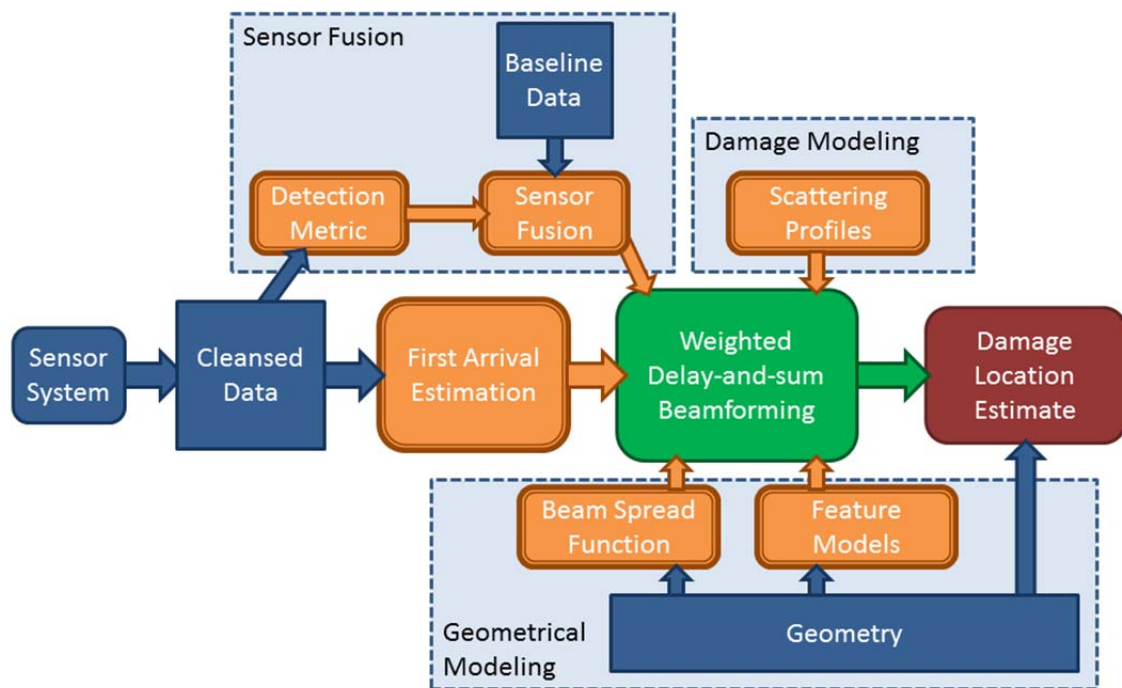 Sensor Fusion
Baseline
Data
Damage Modeling
Detection
Metric
Sensor
Fusion
Scattering
Profiles
Sensor
System
Cleansed
Data
First Arrival
Estimation
Weighted
Delay-and-sum
Beamforming
Damage
Location
Estimate
Beam Spread
Function
Feature
Models
Geometrical
Modeling
Geometry